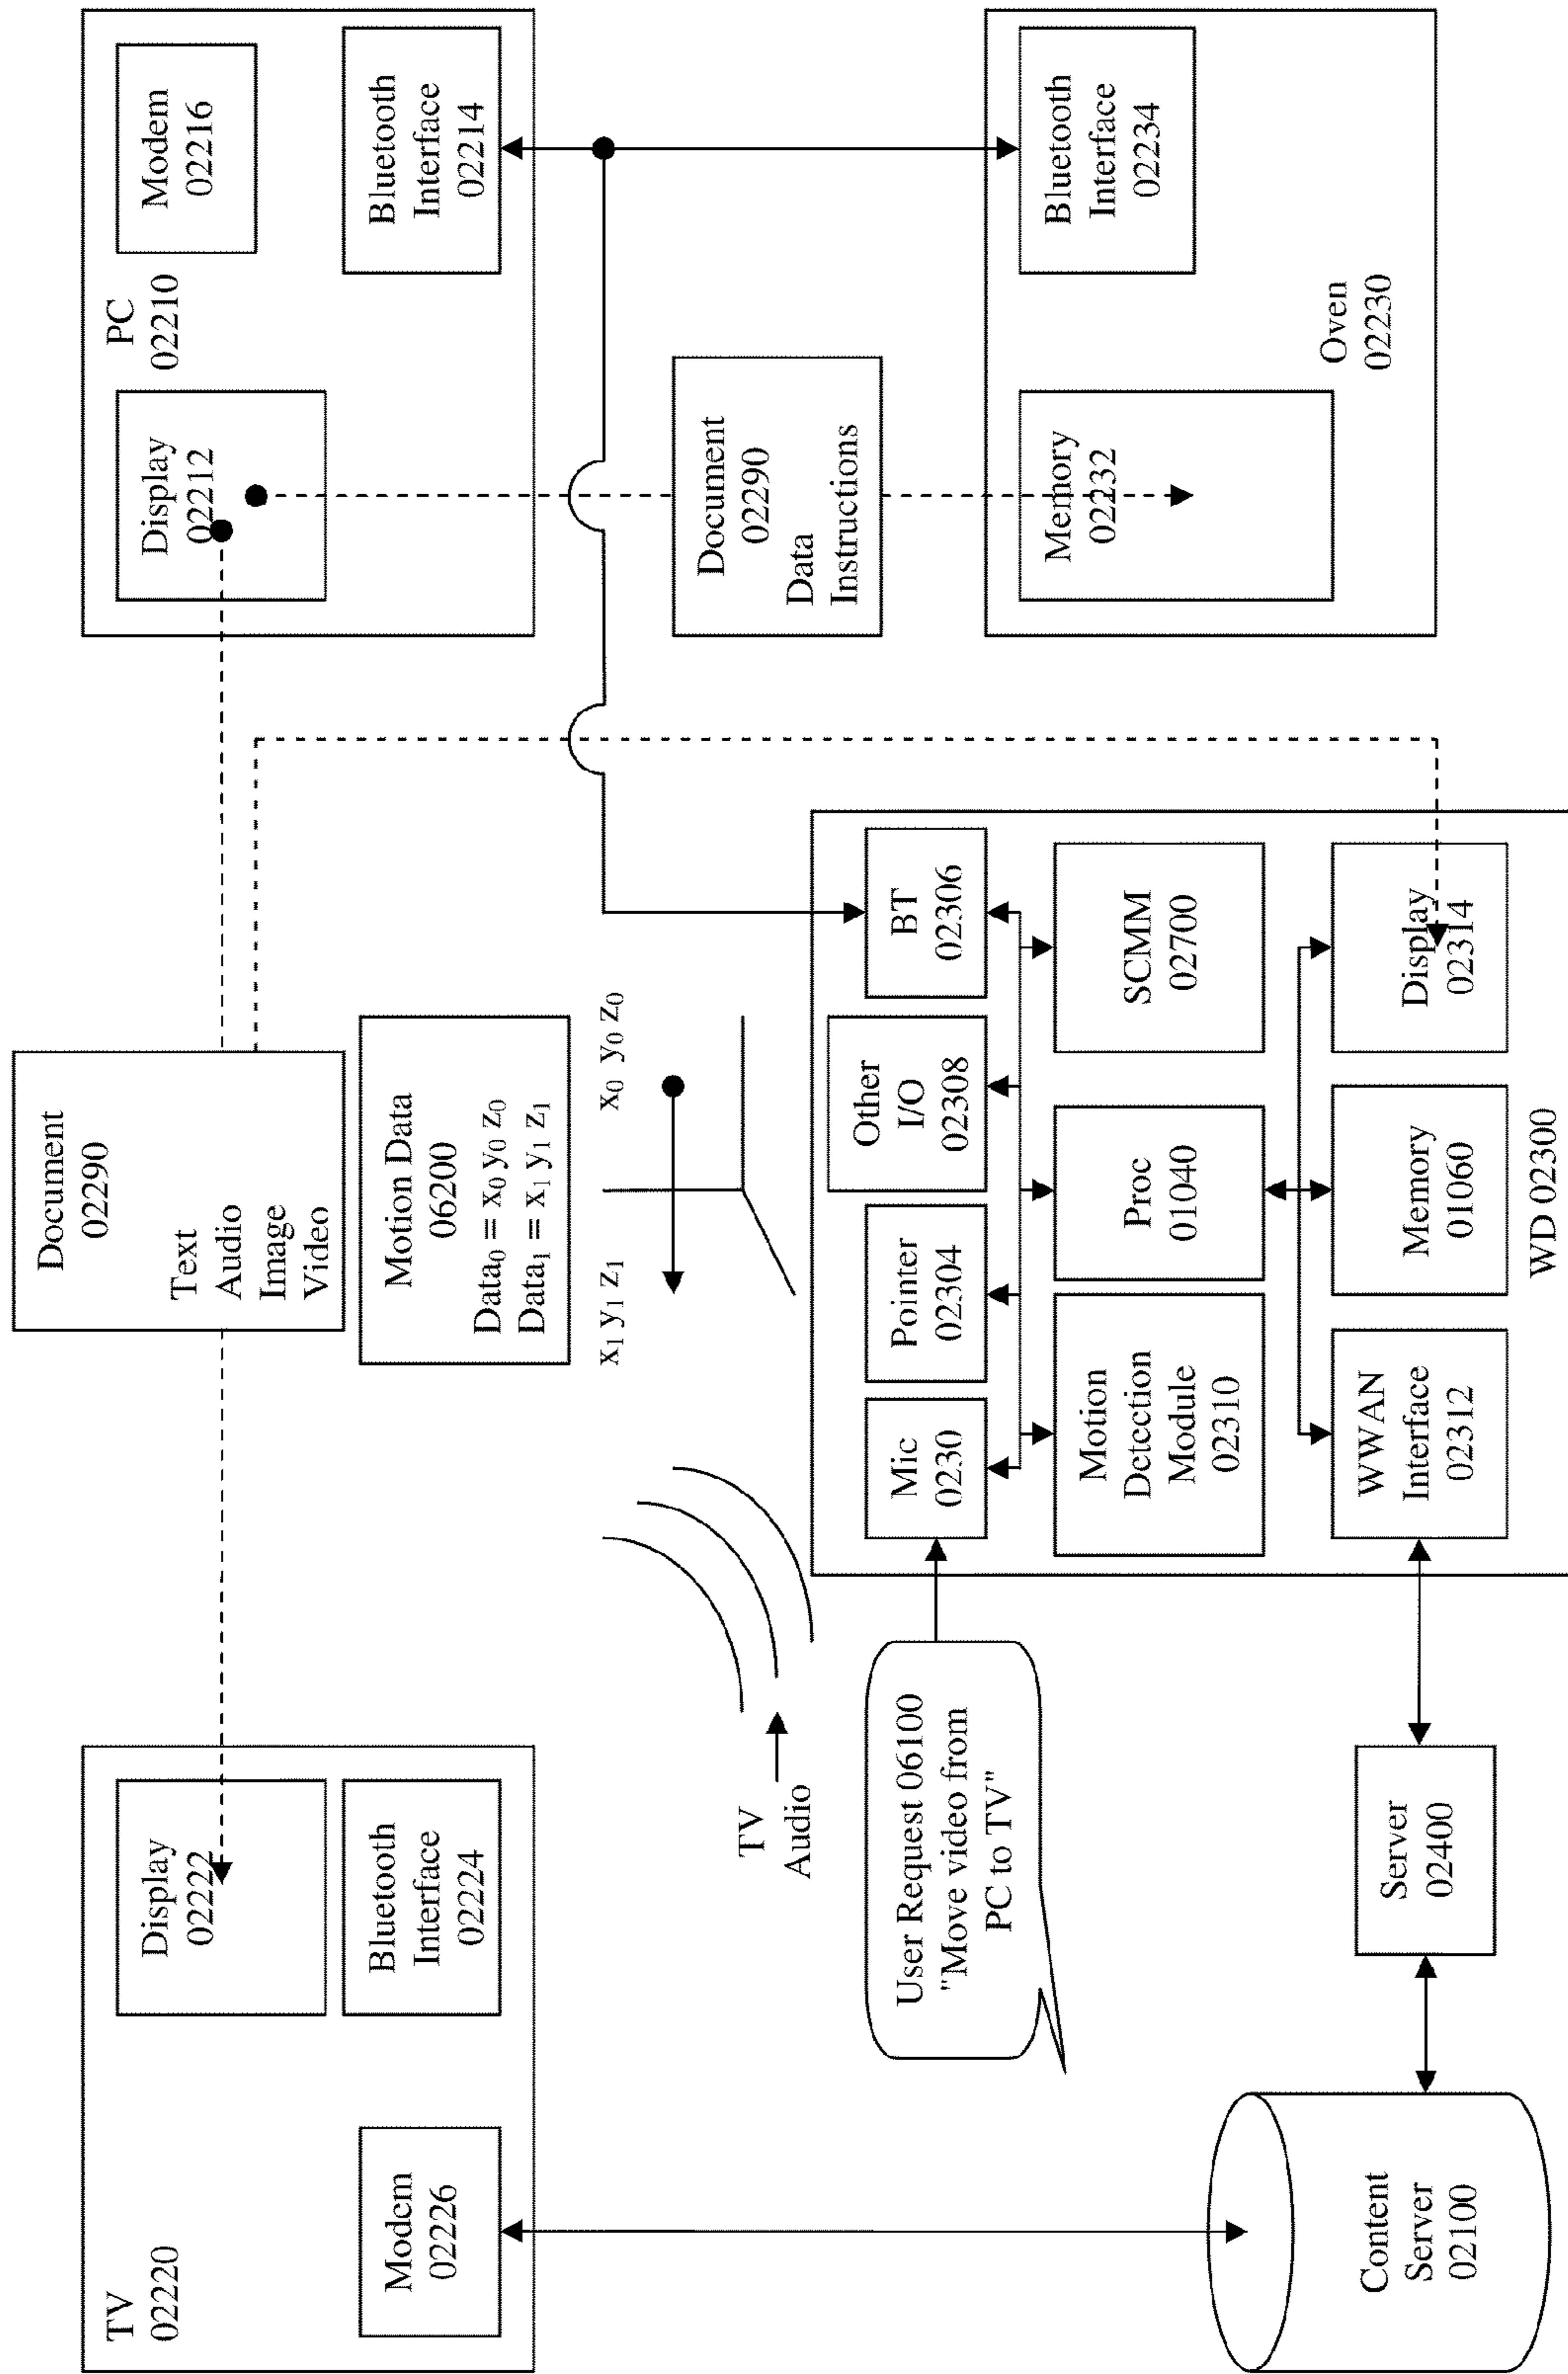 TV
02220
Display
02222
Bluetooth
Interface
02224
Modem
02226
Document
02290
Text
Audio
Image
Video
PC
02210
Display
02212
Modem
02216
Bluetooth
Interface
02214
Motion Data
06200
Data₀ = x₀ y₀ z₀
Data₁ = x₁ y₁ z₁
x₁ y₁ z₁
x₀ y₀ z₀
TV
Audio
Document
02290
Data
Instructions
User Request 06100
"Move video from
PC to TV"
Mic
0230
Pointer
02304
Other
I/O
02308
BT
02306
Motion
Detection
Module
02310
Proc
01040
SCMM
02700
WWAN
Interface
02312
Memory
01060
Display
02314
WD 02300
Memory
02232
Bluetooth
Interface
02234
Oven
02230
Content
Server
02100
Server
02400